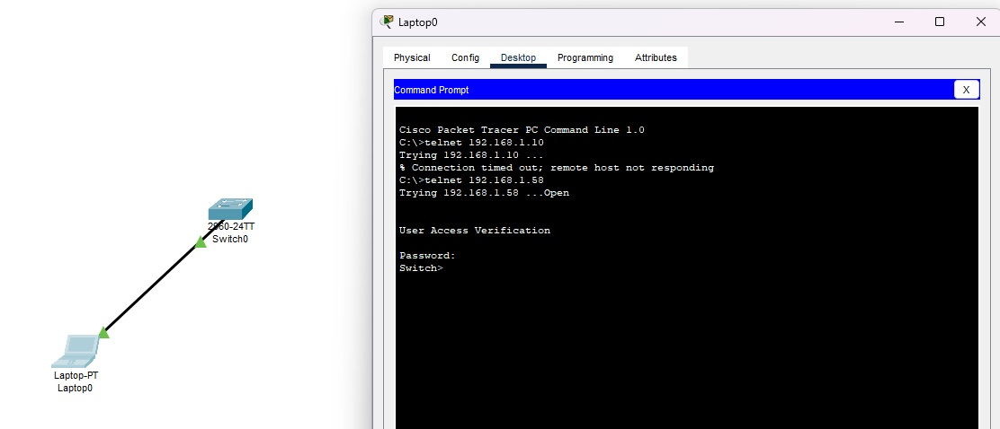 Laptop0
Physical Config Desktop Programming Attributes
Command Prompt
X
Cisco Packet Tracer PC Command Line 1.0
C:\>telnet 192.168.1.10
Trying 192.168.1.10 ...
% Connection timed out; remote host not responding
C:\>telnet 192.168.1.58
Trying 192.168.1.58 ...Open
User Access Verification
Password:
Switch>
2960-24TT
Switch0
Laptop-PT
Laptop0